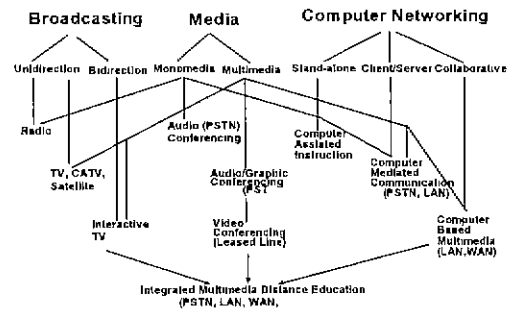 Broadcasting Media Computer Networking
Unidirection Bidirection Monomedia Multimedia Stand-alone Client/Server Collaborative
Radio
Audio (PSTN)
Conferencing
Computer
Assisted
Instruction
TV, CATV,
Satellite
Audio/Graphic
Conferencing
(PST
Computer
Mediated
Communication
(PSTN, LAN)
Interactive
TV
Video
Conferencing
(Leased Line)
Computer
Based
Multimedia
(LAN,WAN)
Integrated Multimedia Distance Education
(PSTN, LAN, WAN,